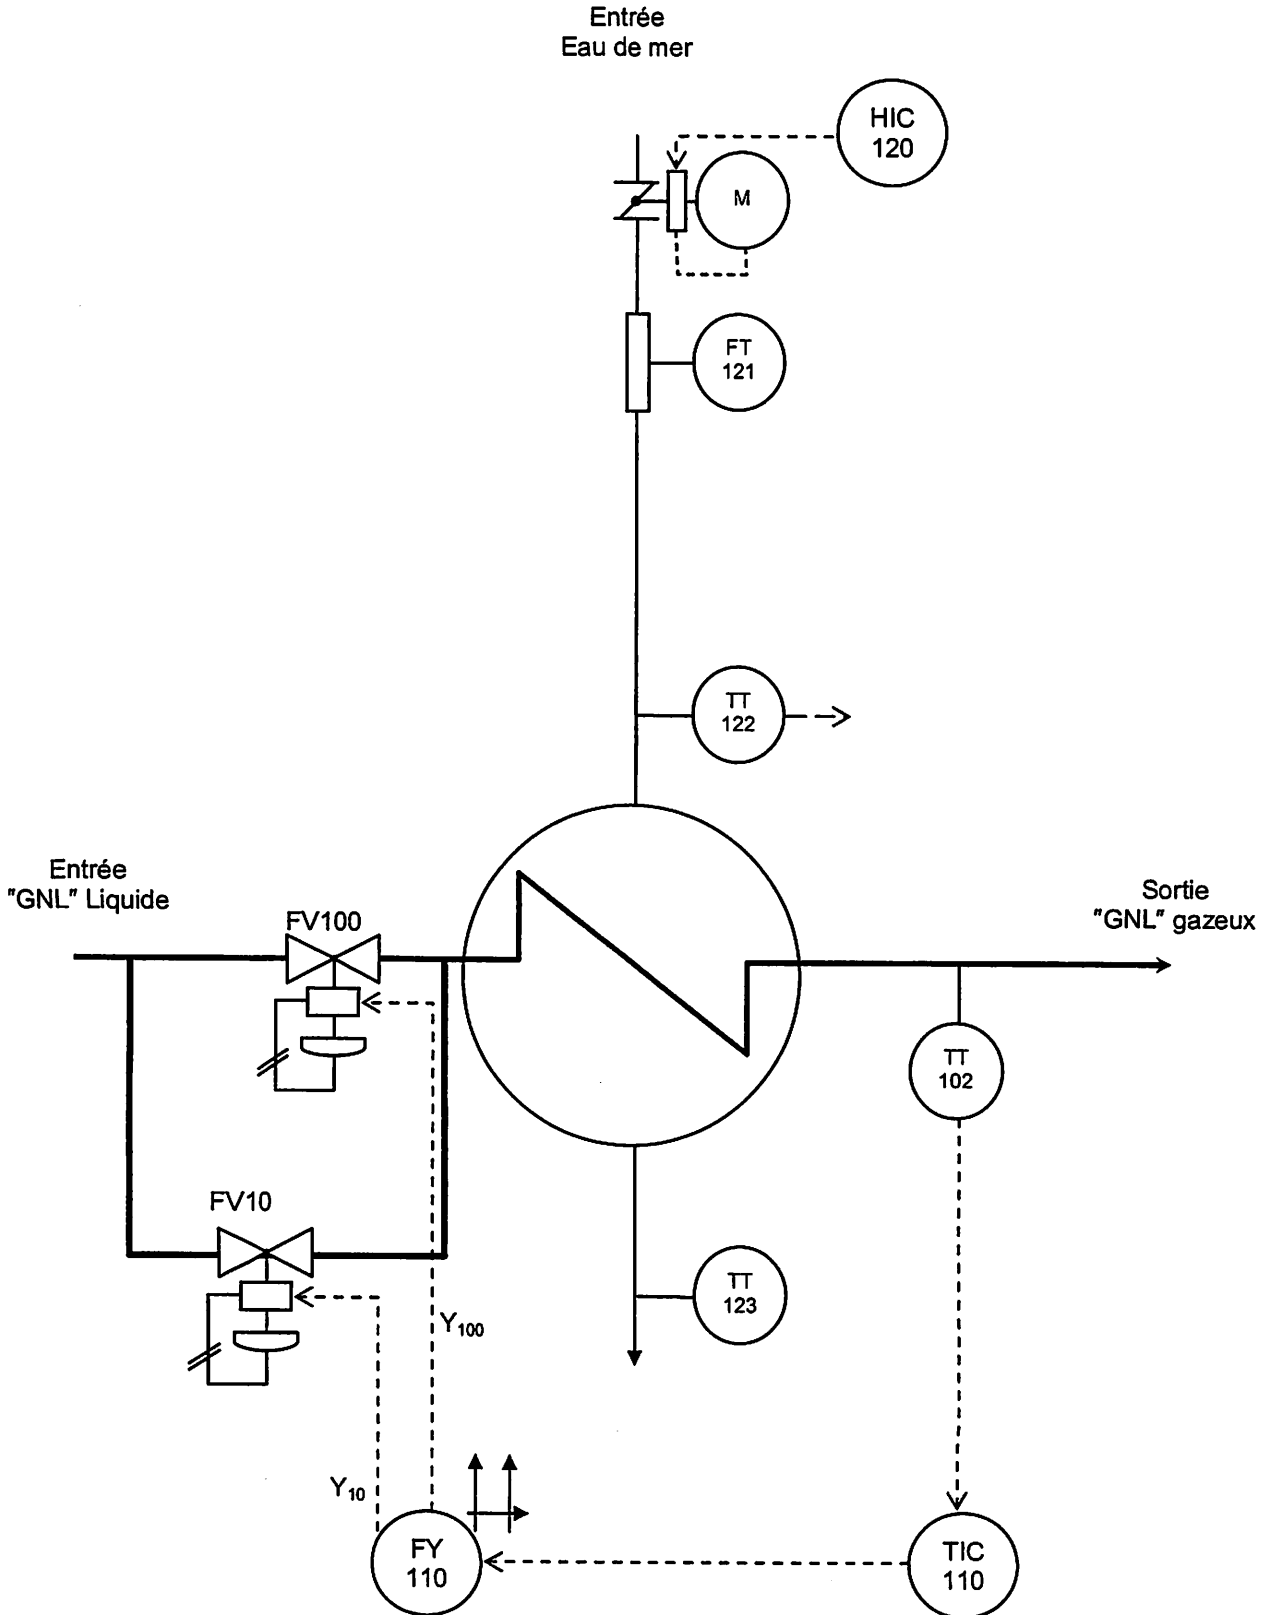 Entrée
Eau de mer
HIC
120
M
FT
121
TT
122
Entrée
"GNL" Liquide
FV100
Sortie
"GNL" gazeux
TT
102
FV10
TT
123
Y100
Y10
FY
110
TIC
110